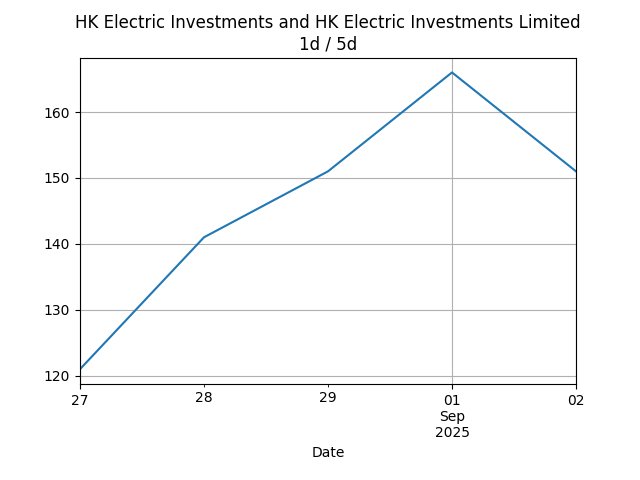 HK Electric Investments and HK Electric Investments Limited
1d / 5d
160
150
140
130
120
27
28
29
01
Sep
2025
02
Date